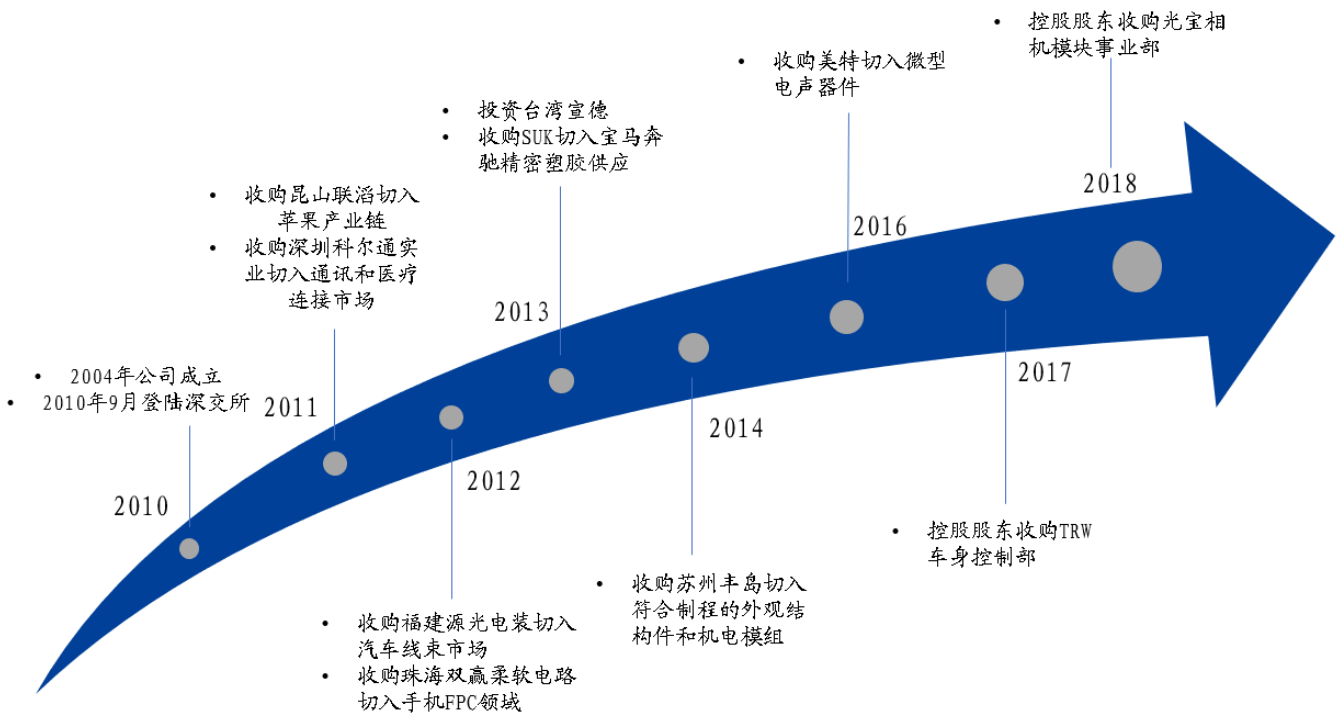 • 2004年公司成立
• 2010年9月登陆深交所
2010
• 收购昆山联滔切入
苹果产业链
• 收购深圳科尔通实
业切入通讯和医疗
连接市场
2011
• 收购福建源光电装切入
汽车线束市场
• 收购珠海双赢柔软电路
切入手机FPC领域
2012
• 投资台湾宣德
• 收购SUK切入宝马奔
驰精密塑胶供应
2013
• 收购苏州丰岛切入
符合制程的外观结
构件和机电模组
2014
• 收购美特切入微型
电声器件
2016
• 控股股东收购TRW
车身控制部
2017
• 控股股东收购光宝相
机模块事业部
2018